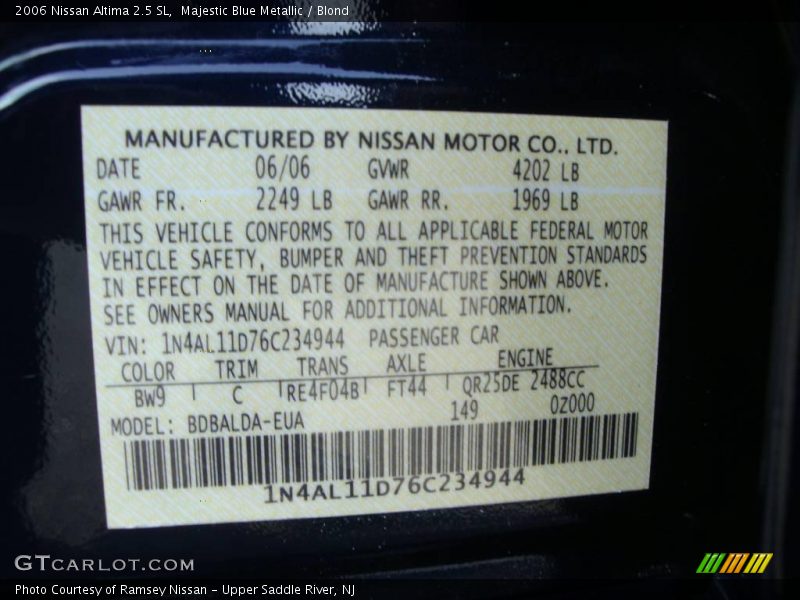 2006 Nissan Altima 2.5 SL, Majestic Blue Metallic / Blond
MANUFACTURED BY NISSAN MOTOR CO., LTD.
DATE 06/06 GVWR 4202 LB
GAWR FR. 2249 LB GAWR RR. 1969 LB
THIS VEHICLE CONFORMS TO ALL APPLICABLE FEDERAL MOTOR
VEHICLE SAFETY, BUMPER AND THEFT PREVENTION STANDARDS
IN EFFECT ON THE DATE OF MANUFACTURE SHOWN ABOVE.
SEE OWNERS MANUAL FOR ADDITIONAL INFORMATION.
VIN: 1N4AL11D76C234944 PASSENGER CAR
COLOR TRIM TRANS AXLE ENGINE
BW9 C RE4F04B FT44 QR25DE 2488CC
149 0Z000
MODEL: BDBALDA-EUA
1N4AL11D76C234944
GTCARLOT.COM
Photo Courtesy of Ramsey Nissan - Upper Saddle River, NJ